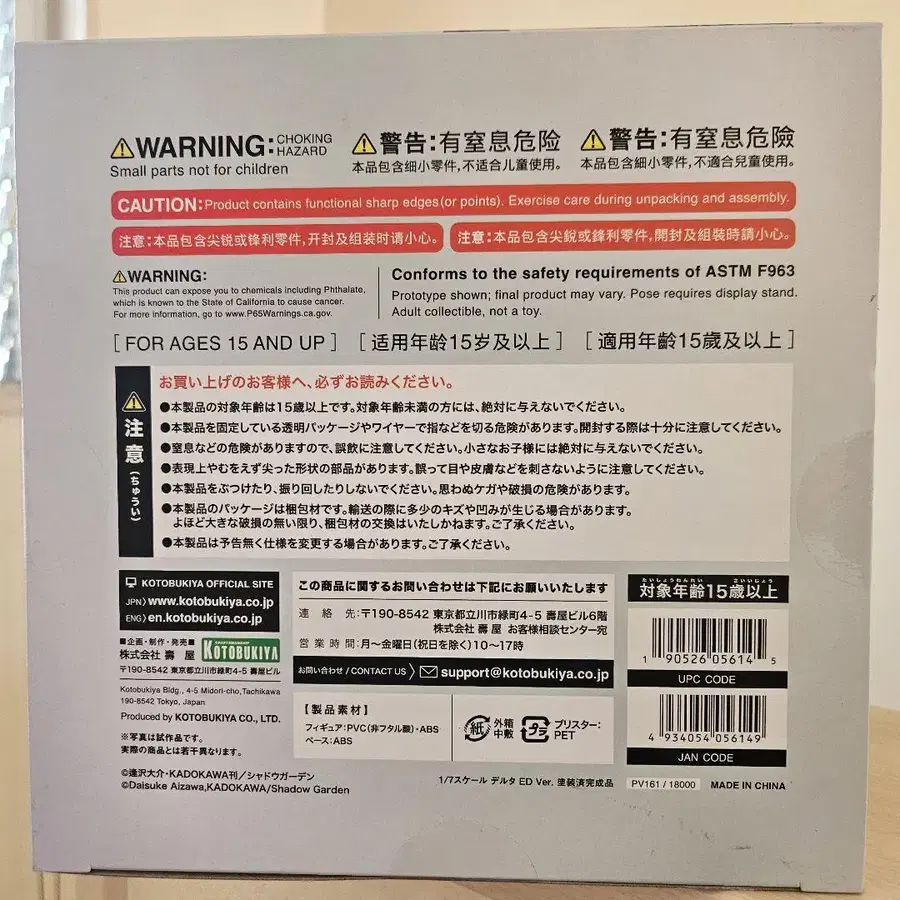 ⚠WARNING: CHOKING HAZARD
Small parts not for children
⚠警告:有窒息危险
本品包含细小零件,不适合儿童使用。
⚠警告:有窒息危險
本品包含細小零件,不適合兒童使用。
CAUTION:Product contains functional sharp edges(or points). Exercise care during unpacking and assembly.
注意:本品包含尖锐或锋利零件,开封及组装时请小心。
注意:本品包含尖銳或鋒利零件,開封及組裝時請小心。
⚠WARNING:
This product can expose you to chemicals including Phthalate,
which is known to the State of California to cause cancer.
For more information, go to www.P65Warnings.ca.gov.
Conforms to the safety requirements of ASTM F963
Prototype shown; final product may vary. Pose requires display stand.
Adult collectible, not a toy.
[FOR AGES 15 AND UP]
[适用年龄15岁及以上]
[適用年齡15歲及以上]
⚠注意(ちゅうい)
お買い上げのお客様へ、必ずお読みください。
●本製品の対象年齢は15歳以上です。対象年齢未満の方には、絶対に与えないでください。
●本製品を固定している透明パッケージやワイヤーで指などを切る危険があります。開封する際は十分に注意してください。
●窒息などの危険がありますので、誤飲に注意してください。小さなお子様には絶対に与えないでください。
●表現上やむをえず尖った形状の部品があります。誤って目や皮膚などを刺さないように注意してください。
●本製品をぶつけたり、振り回したりしないでください。思わぬケガや破損の危険があります。
●本製品のパッケージは梱包材です。輸送の際に多少のキズや凹みが生じる場合があります。
よほど大きな破損の無い限り、梱包材の交換はいたしかねます。ご了承ください。
●本製品は予告無く仕様を変更する場合があります。ご了承ください。
KOTOBUKIYA OFFICIAL SITE
JPN〉www.kotobukiya.co.jp
ENG〉en.kotobukiya.co.jp
■企画・制作・発売■
株式会社 壽屋
KOTOBUKIYA
〒190-8542 東京都立川市緑町4-5 壽屋ビル
Kotobukiya Bldg., 4-5 Midori-cho,Tachikawa
190-8542 Tokyo, Japan
Produced by KOTOBUKIYA CO., LTD.
※写真は試作品です。
実際の商品とは若干異なります。
この商品に関するお問い合わせは下記にお願いいたします
連絡先:〒190-8542 東京都立川市緑町4-5 壽屋ビル6階
株式会社 壽屋 お客様相談センター宛
営業時間:月〜金曜日(祝日を除く)10〜17時
お問い合わせ/CONTACT US〉support@kotobukiya.co.jp
【製品素材】
フィギュア:PVC(非フタル酸)・ABS
ベース:ABS
紙 外箱 中敷
プラ ブリスター: PET
たいしょうねんれい さいいじょう
対象年齢15歳以上
1 90526 05614 5
UPC CODE
4 934054 056149
JAN CODE
©逢沢大介・KADOKAWA刊/シャドウガーデン
©Daisuke Aizawa,KADOKAWA/Shadow Garden
1/7スケール デルタ ED Ver. 塗装済完成品
PV161 / 18000
MADE IN CHINA